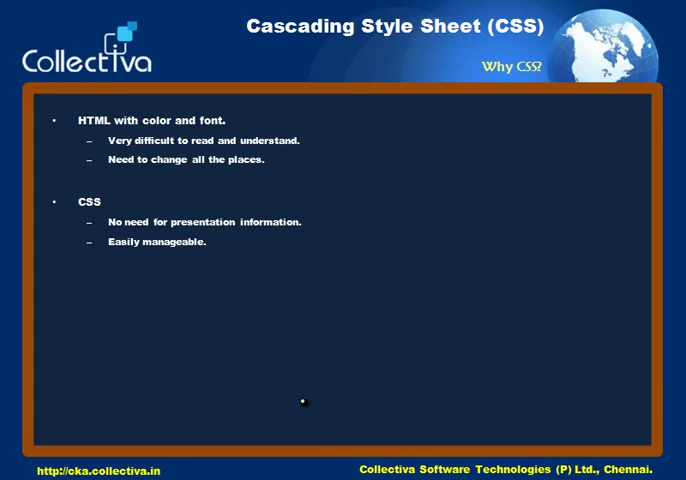 Collectiva
Cascading Style Sheet (CSS)
Why CSS?
• HTML with color and font.
– Very difficult to read and understand.
– Need to change all the places.
• CSS
– No need for presentation information.
– Easily manageable.
http://cka.collectiva.in
Collectiva Software Technologies (P) Ltd., Chennai.